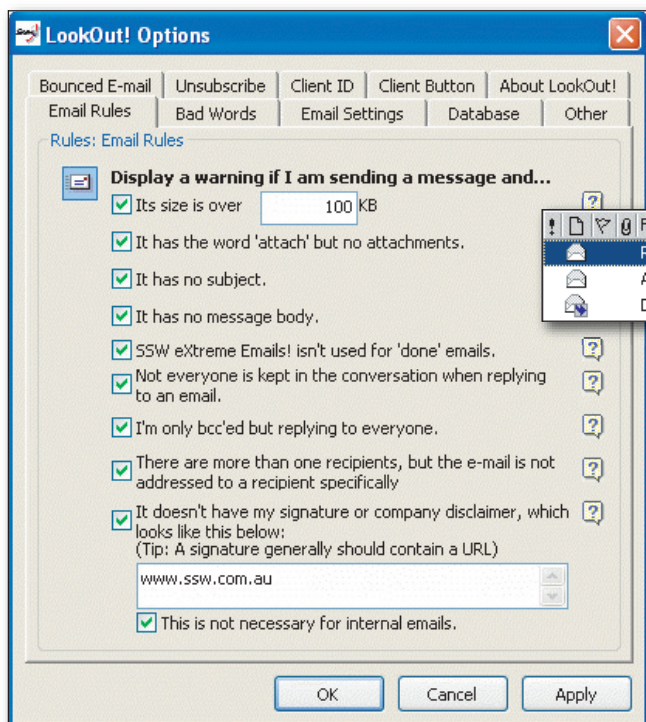 LookOut! Options
Bounced E-mail Unsubscribe Client ID Client Button About LookOut!
Email Rules Bad Words Email Settings Database Other
Rules: Email Rules
Display a warning if I am sending a message and...
Its size is over 100 KB
It has the word 'attach' but no attachments.
It has no subject.
It has no message body.
SSW eXtreme Emails! isn't used for 'done' emails.
Not everyone is kept in the conversation when replying
to an email.
I'm only bcc'ed but replying to everyone.
There are more than one recipients, but the e-mail is not
addressed to a recipient specifically
It doesn't have my signature or company disclaimer, which
looks like this below:
(Tip: A signature generally should contain a URL)
www.ssw.com.au
This is not necessary for internal emails.
OK Cancel Apply